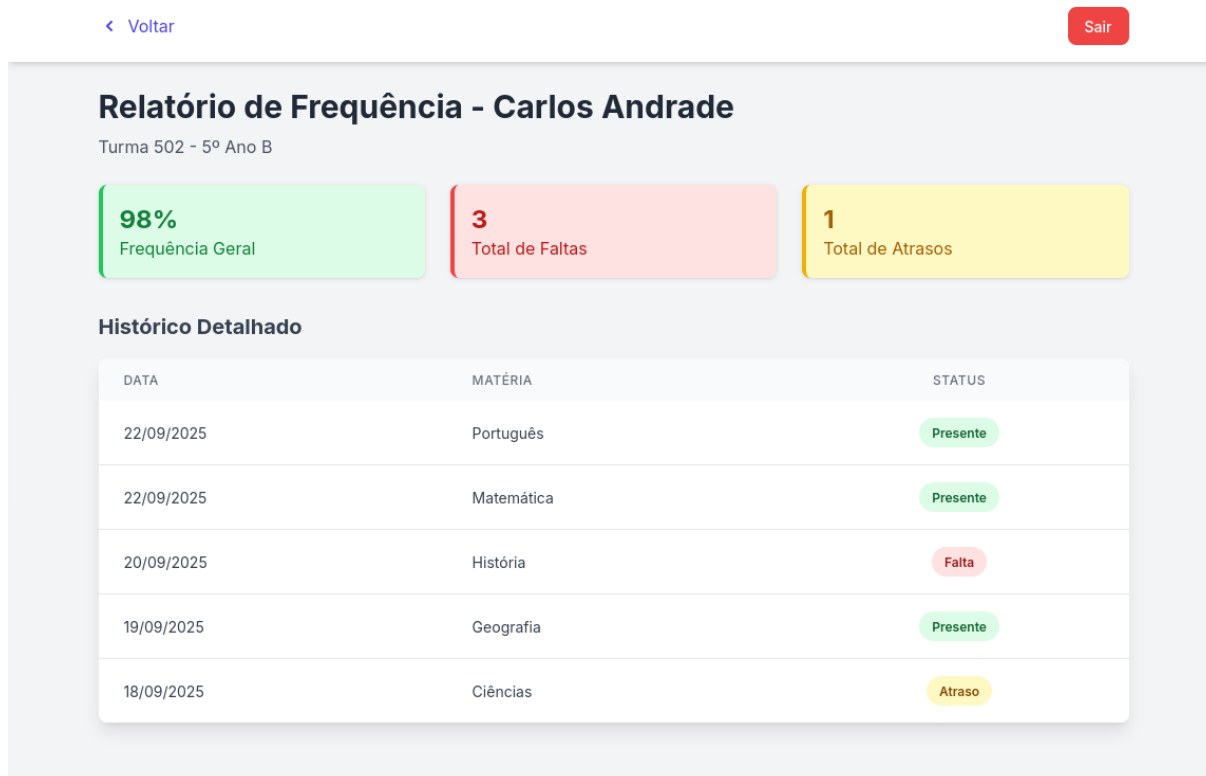 Voltar
Sair
Relatório de Frequência - Carlos Andrade
Turma 502 - 5º Ano B
98%
Frequência Geral
3
Total de Faltas
1
Total de Atrasos
Histórico Detalhado
DATA MATÉRIA STATUS
22/09/2025 Português Presente
22/09/2025 Matemática Presente
20/09/2025 História Falta
19/09/2025 Geografia Presente
18/09/2025 Ciências Atraso